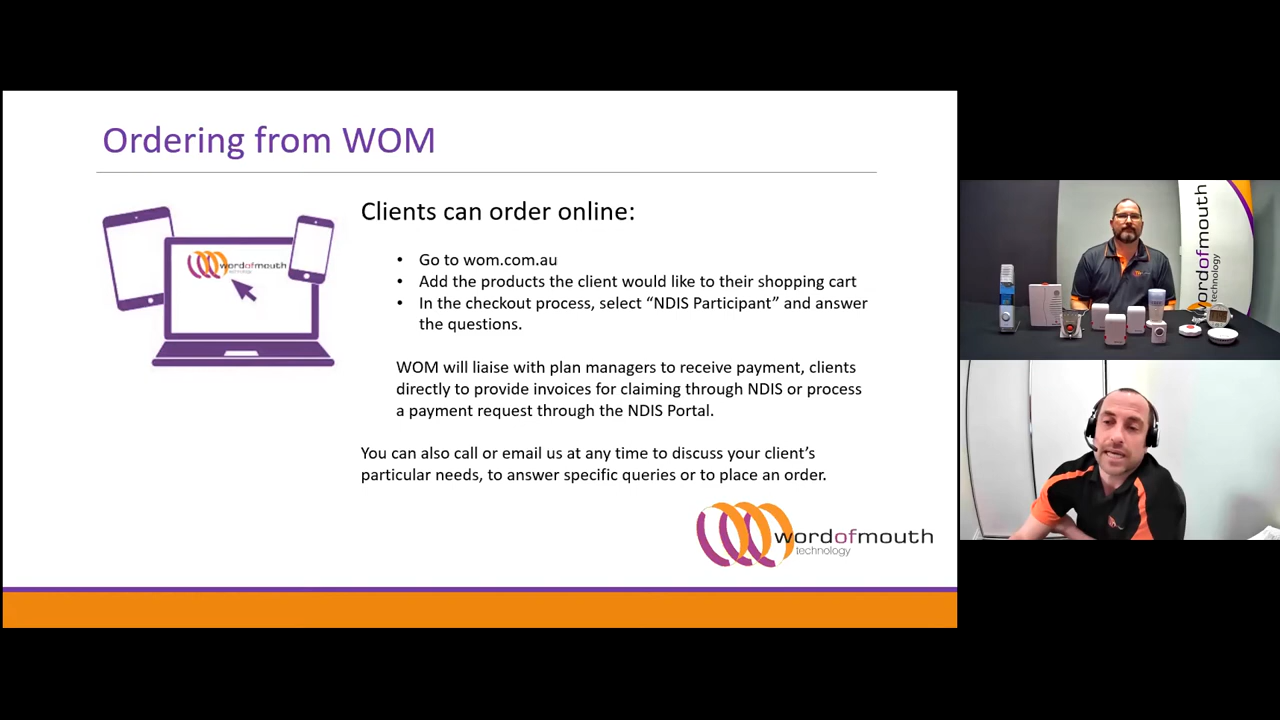 Ordering from WOM
wordofmouth
technology
Clients can order online:
• Go to wom.com.au
• Add the products the client would like to their shopping cart
• In the checkout process, select “NDIS Participant” and answer
the questions.
WOM will liaise with plan managers to receive payment, clients
directly to provide invoices for claiming through NDIS or process
a payment request through the NDIS Portal.
You can also call or email us at any time to discuss your client’s
particular needs, to answer specific queries or to place an order.
wordofmouth
technology
wordofmouth
technology